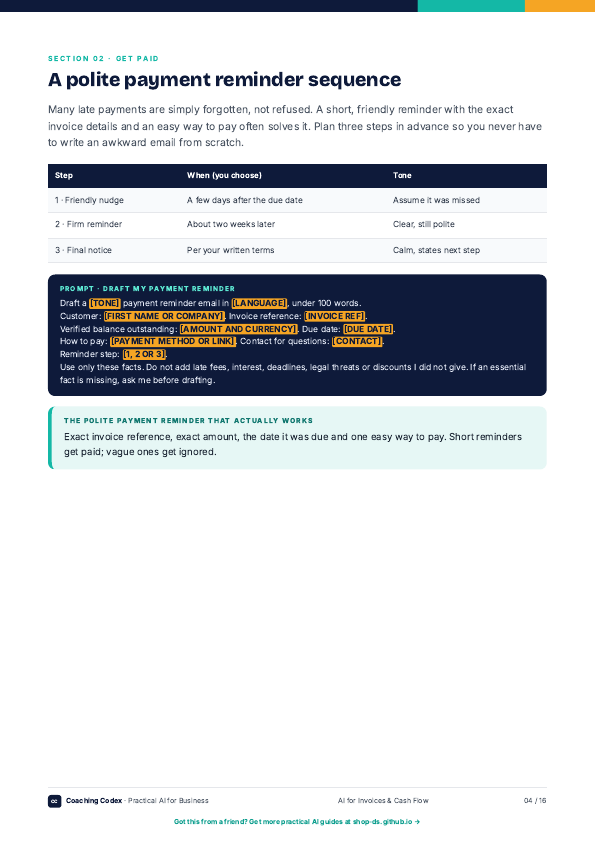 SECTION 02 · GET PAID
A polite payment reminder sequence
Many late payments are simply forgotten, not refused. A short, friendly reminder with the exact
invoice details and an easy way to pay often solves it. Plan three steps in advance so you never have
to write an awkward email from scratch.
Step When (you choose) Tone
1 · Friendly nudge A few days after the due date Assume it was missed
2 · Firm reminder About two weeks later Clear, still polite
3 · Final notice Per your written terms Calm, states next step
PROMPT · DRAFT MY PAYMENT REMINDER
Draft a [TONE] payment reminder email in [LANGUAGE], under 100 words.
Customer: [FIRST NAME OR COMPANY]. Invoice reference: [INVOICE REF].
Verified balance outstanding: [AMOUNT AND CURRENCY]. Due date: [DUE DATE].
How to pay: [PAYMENT METHOD OR LINK]. Contact for questions: [CONTACT].
Reminder step: [1, 2 OR 3].
Use only these facts. Do not add late fees, interest, deadlines, legal threats or discounts I did not give. If an essential
fact is missing, ask me before drafting.
THE POLITE PAYMENT REMINDER THAT ACTUALLY WORKS
Exact invoice reference, exact amount, the date it was due and one easy way to pay. Short reminders
get paid; vague ones get ignored.
cc Coaching Codex · Practical AI for Business AI for Invoices & Cash Flow 04 / 16
Got this from a friend? Get more practical AI guides at shop-ds.github.io →